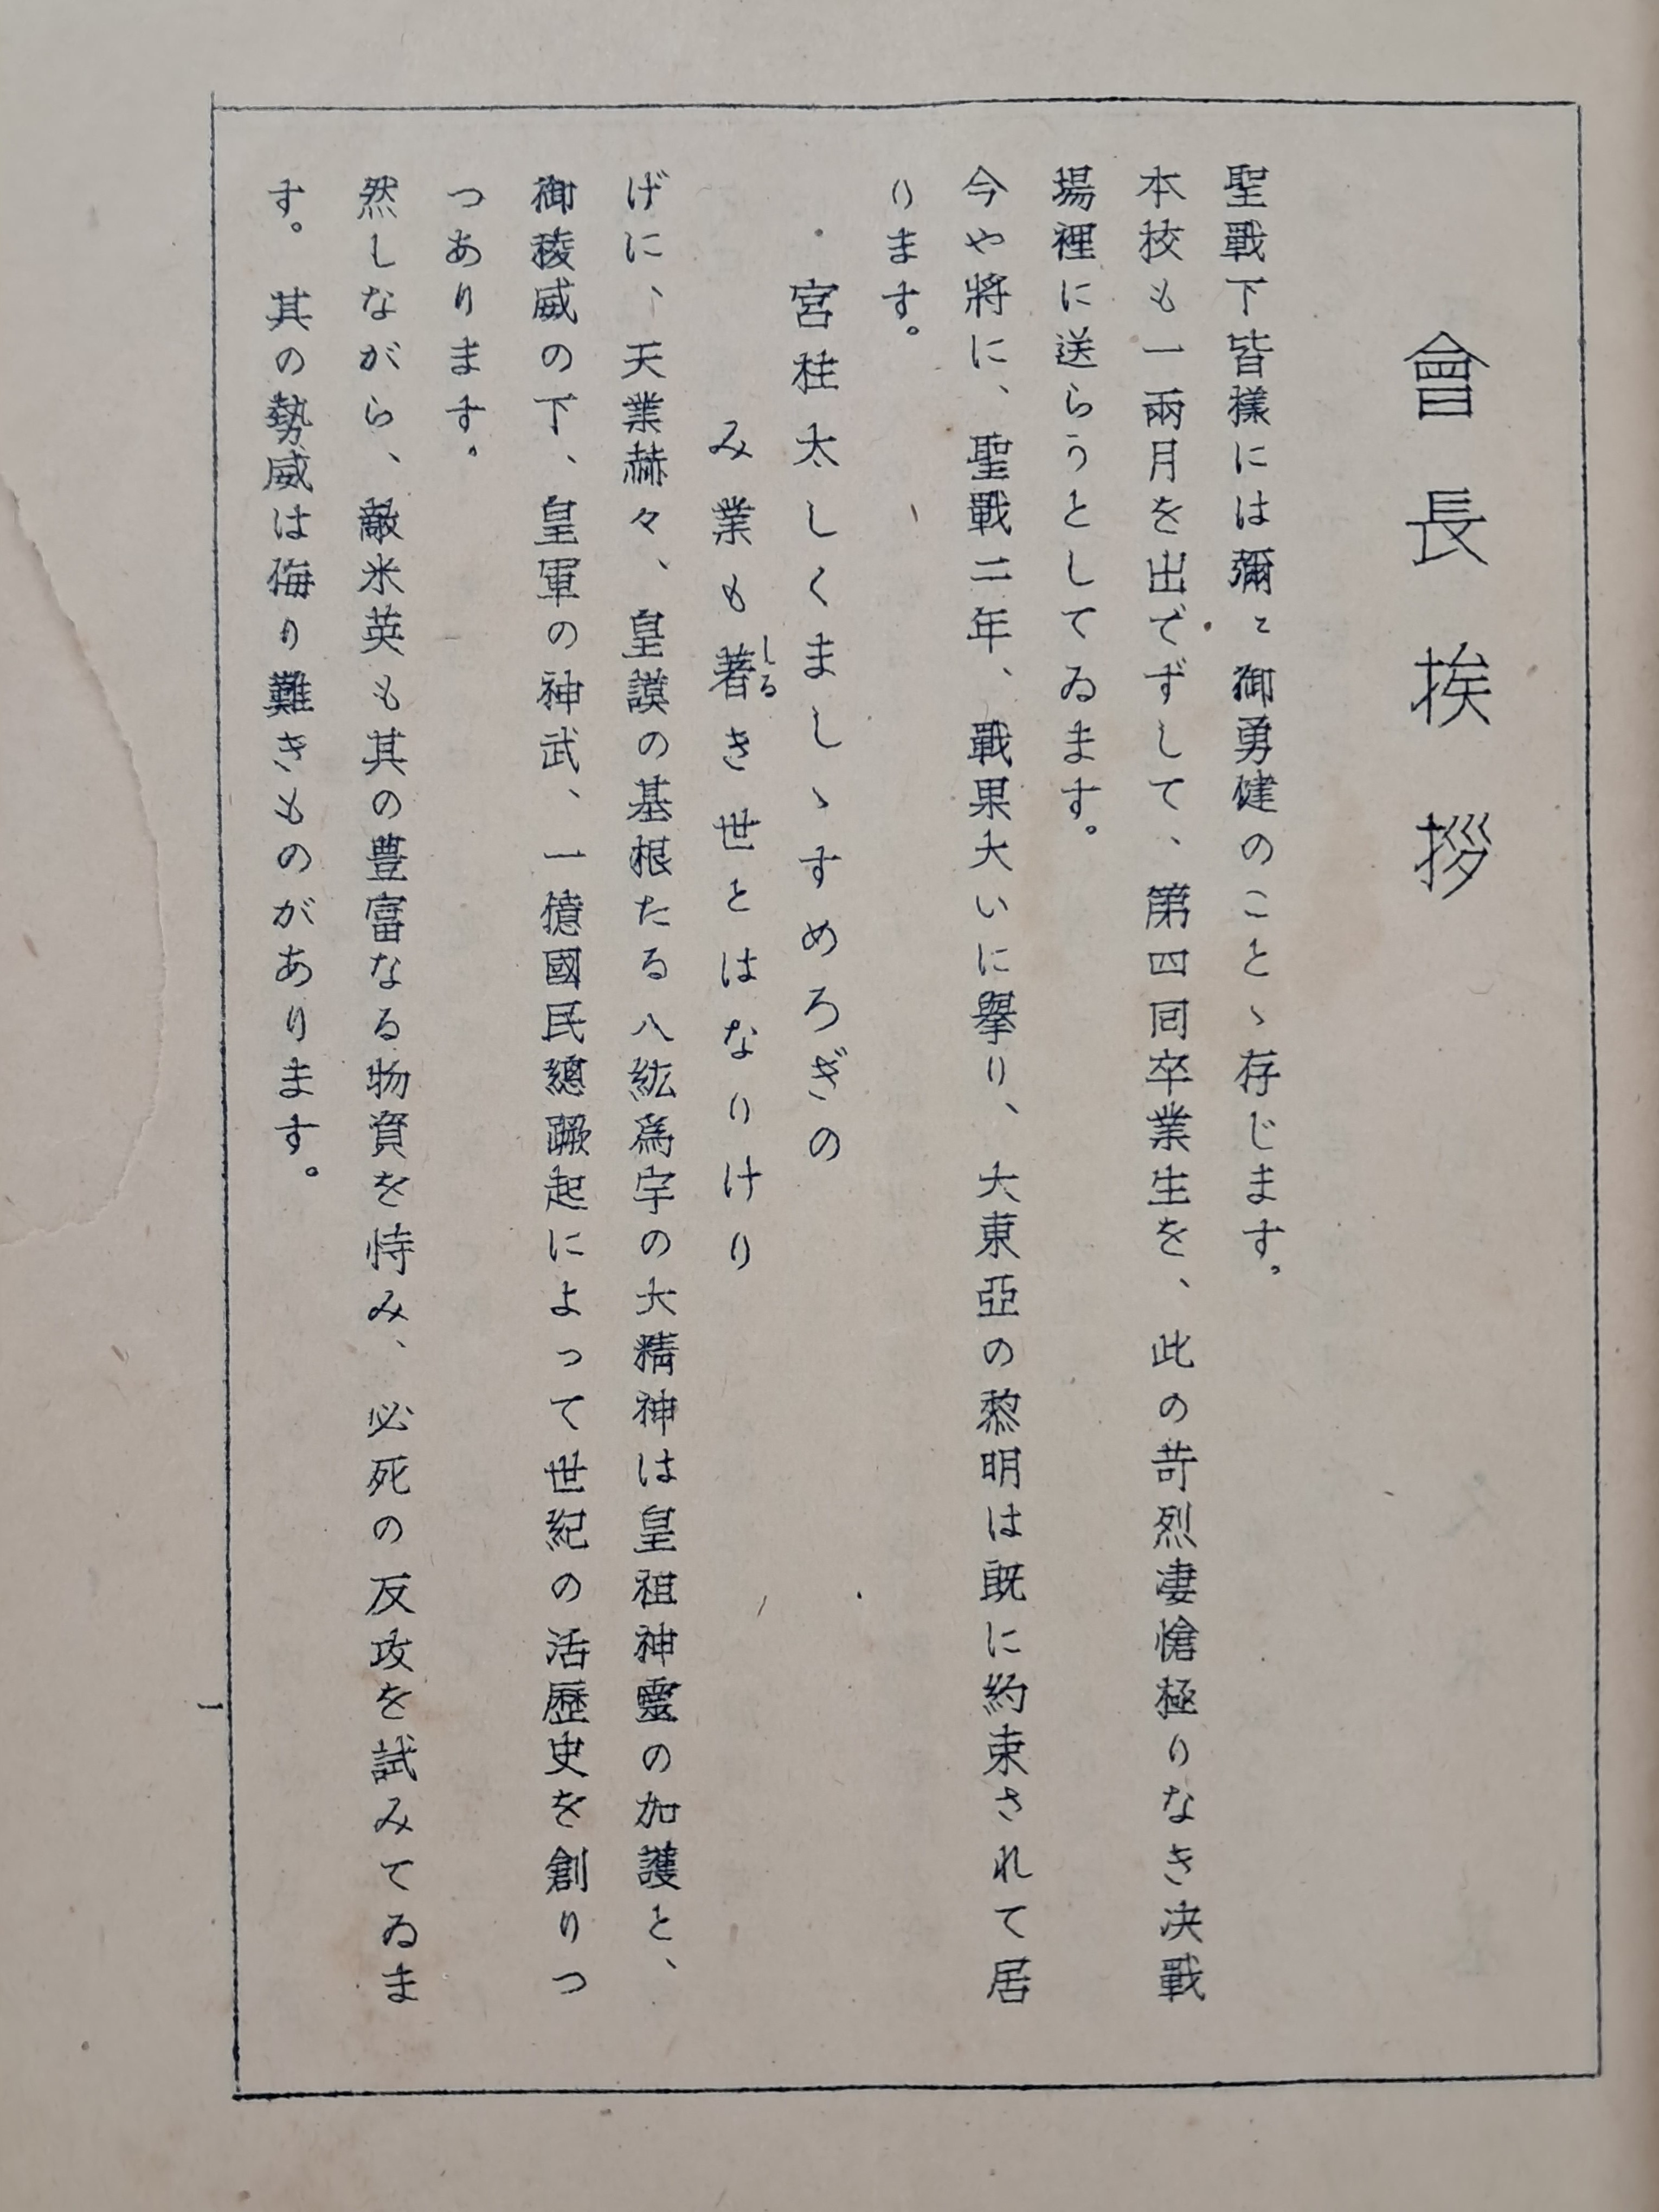 會長挨拶
聖戰下皆樣には彌〻御勇健のことゝ存じます。
本校も一兩月を出でずして、第四囘卒業生を、此の苛烈凄愴極りなき決戰
場裡に送らうとしてゐます。
今や將に、聖戰二年、戰果大いに擧り、大東亞の黎明は既に約束されて居
ります。
宮柱太しくましゝすめろぎの
み業も著しるき世とはなりけり
げに、天業赫々、皇謨の基根たる八紘爲宇の大精神は皇祖神靈の加護と、
御稜威の下、皇軍の神武、一億國民總蹶起によって世紀の活歷史を創りつ
つあります。
然しながら、敵米英も其の豊富なる物資を恃み、必死の反攻を試みてゐま
す。其の勢威は侮り難きものがあります。
一